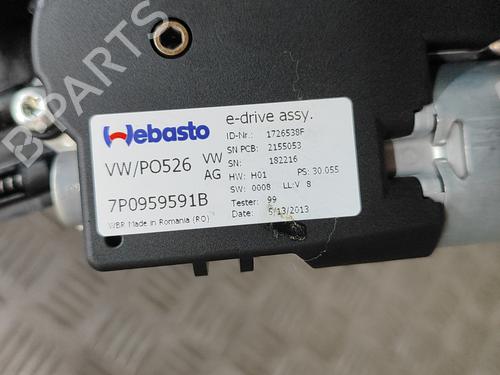 B PARTS
Webasto
VW/PO526 VW AG
7P0959591B
WBR Made in Romania (RO)
e-drive assy.
ID-Nr.: 1726538F
SN PCB: 2155053
SN: 182216
HW: H01 PS: 30.055
SW: 0008 LL:V 8
Tester: 99
Date: 5/13/2013